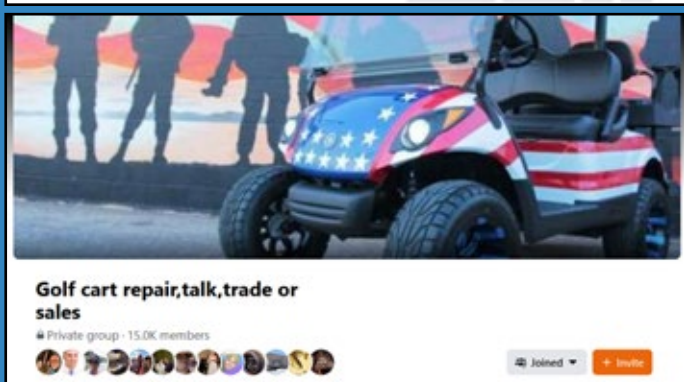 Golf cart repair,talk,trade or
sales
Private group · 15.0K members
Joined
+ Invite